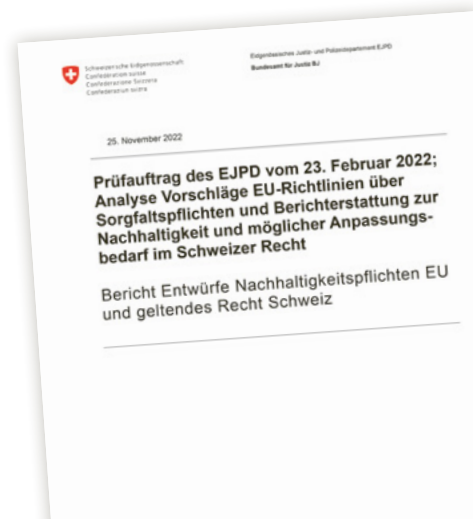 Schweizerische Eidgenossenschaft
Confédération suisse
Confederazione Svizzera
Confederaziun svizra
Eidgenössisches Justiz- und Polizeidepartement EJPD
Bundesamt für Justiz BJ
25. November 2022
Prüfauftrag des EJPD vom 23. Februar 2022;
Analyse Vorschläge EU-Richtlinien über
Sorgfaltspflichten und Berichterstattung zur
Nachhaltigkeit und möglicher Anpassungs-
bedarf im Schweizer Recht
Bericht Entwürfe Nachhaltigkeitspflichten EU
und geltendes Recht Schweiz